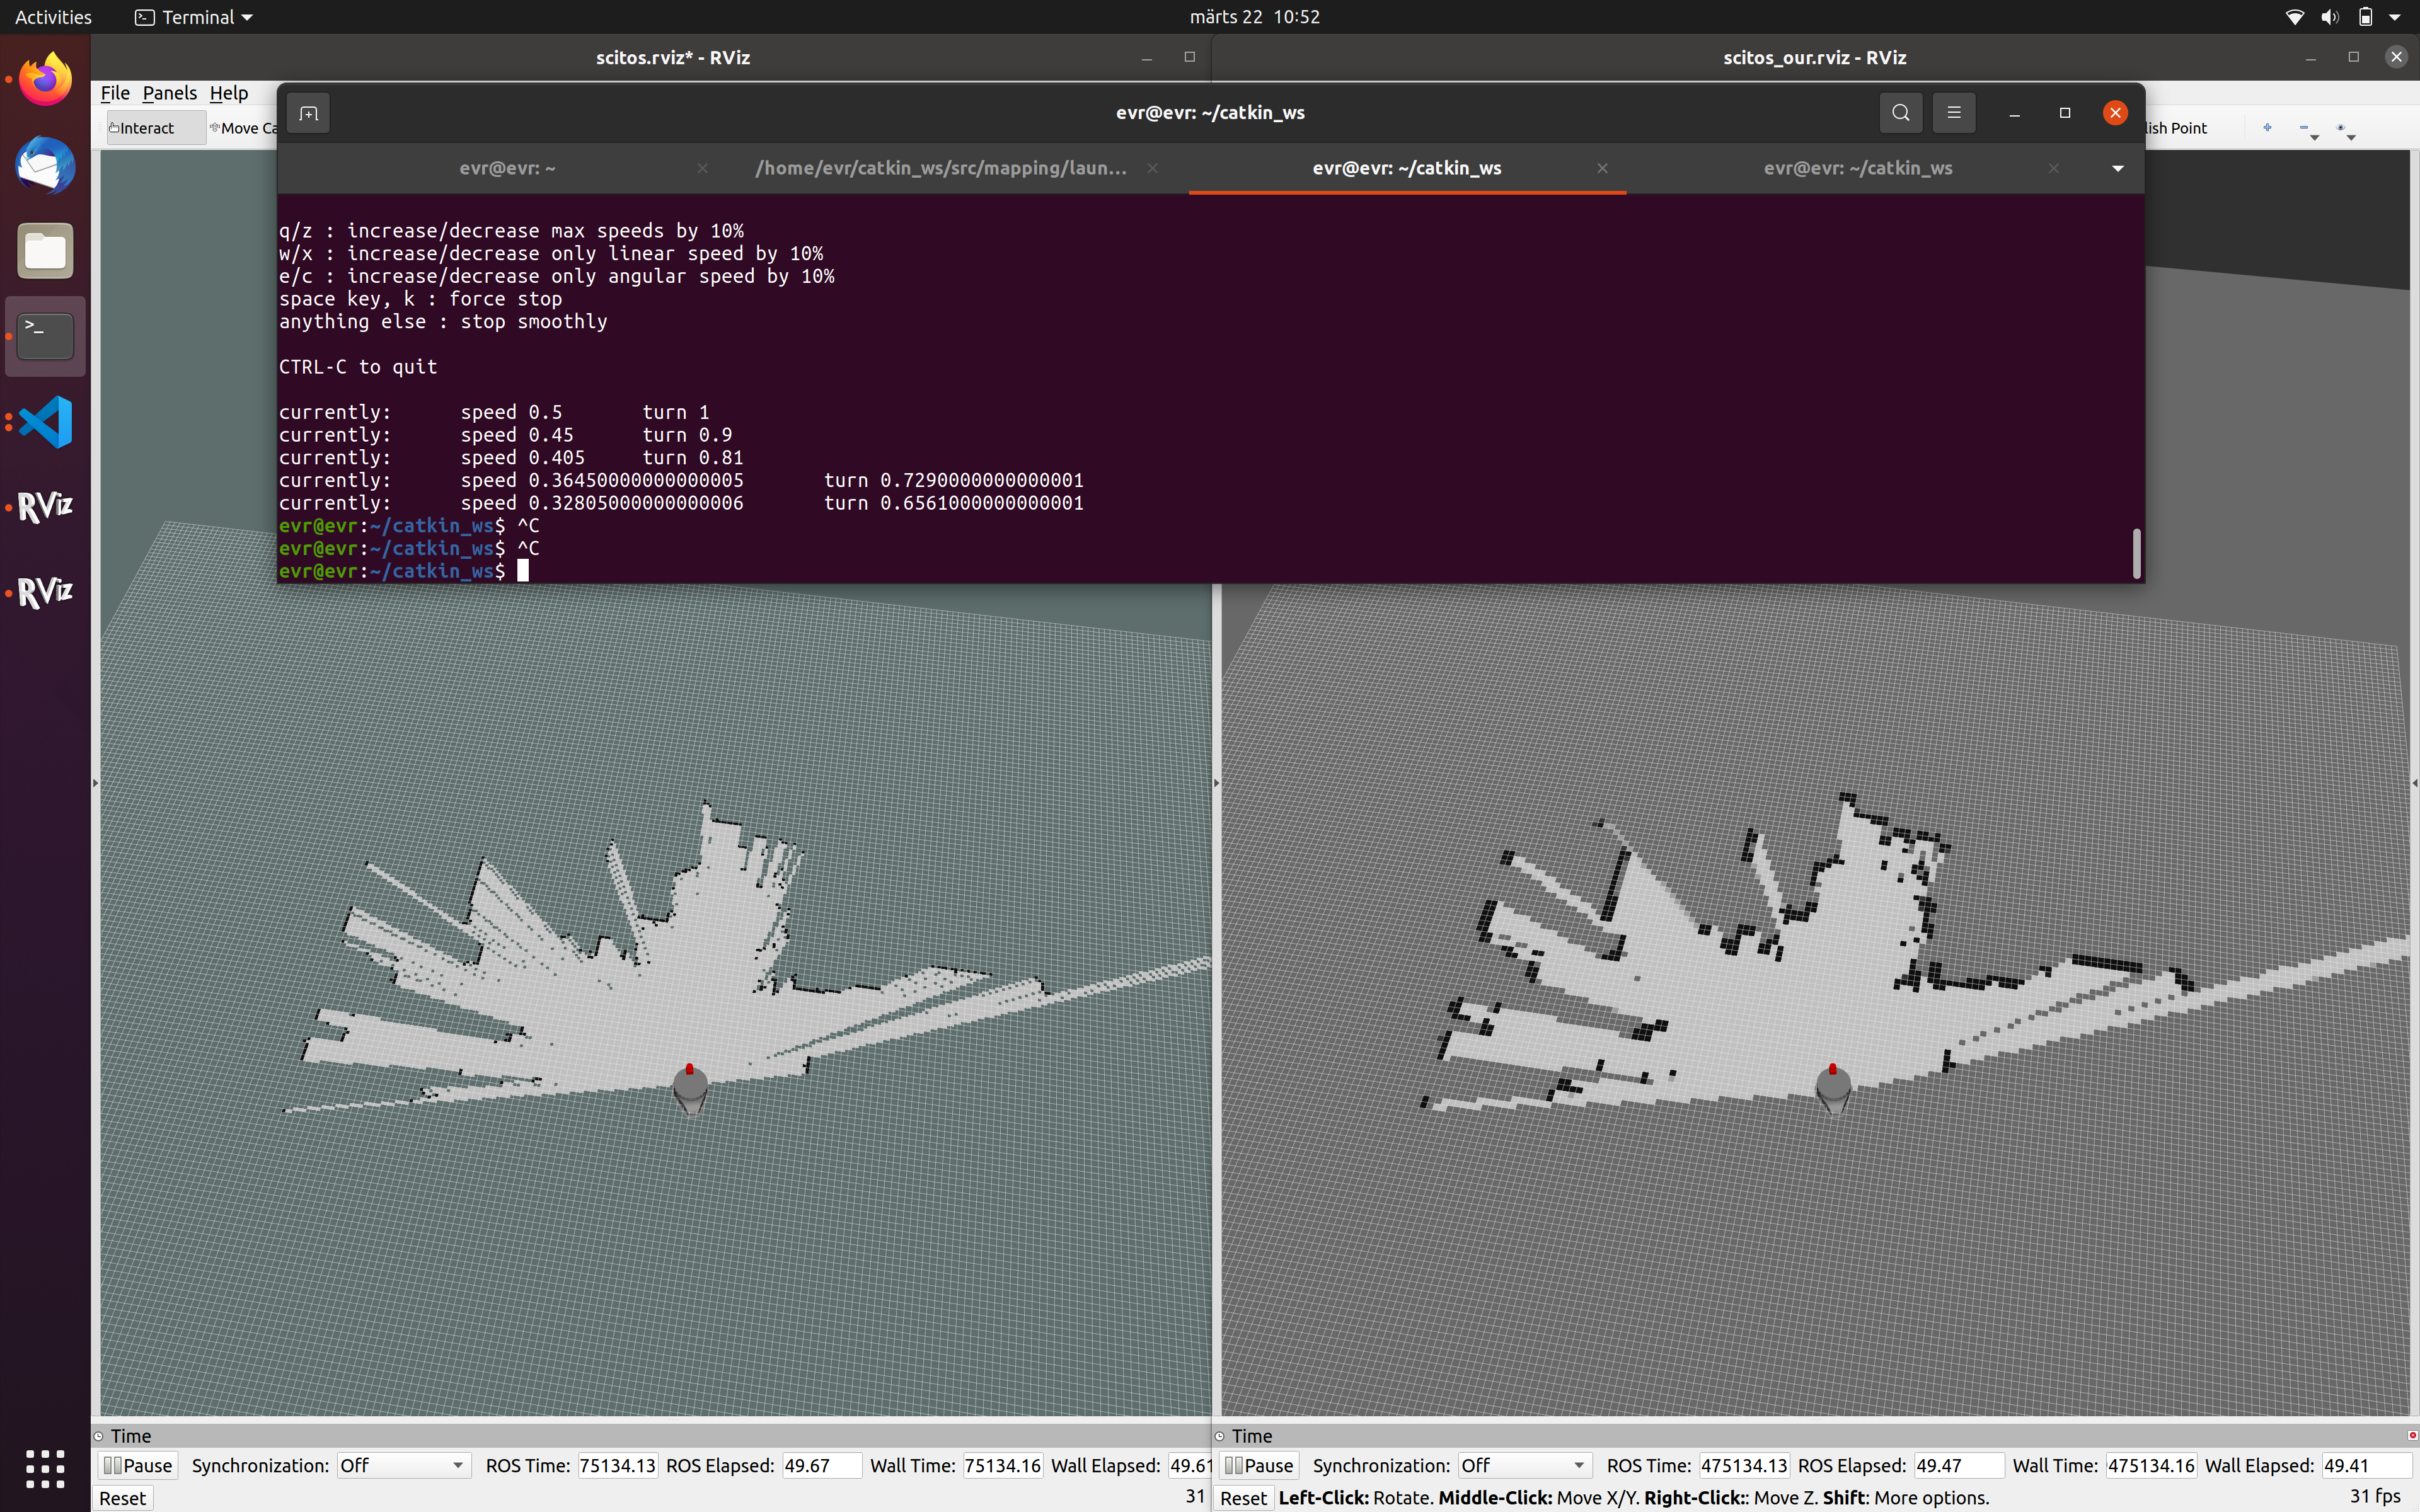 Activities
Terminal
märts 22 10:52
scitos.rviz* - RViz
scitos_our.rviz - RViz
File Panels Help
Interact
Move Ca
lish Point
evr@evr: ~/catkin_ws
evr@evr: ~
/home/evr/catkin_ws/src/mapping/laun...
evr@evr: ~/catkin_ws
evr@evr: ~/catkin_ws
q/z : increase/decrease max speeds by 10%
w/x : increase/decrease only linear speed by 10%
e/c : increase/decrease only angular speed by 10%
space key, k : force stop
anything else : stop smoothly
CTRL-C to quit
currently: speed 0.5 turn 1
currently: speed 0.45 turn 0.9
currently: speed 0.405 turn 0.81
currently: speed 0.36450000000000005 turn 0.7290000000000001
currently: speed 0.32805000000000006 turn 0.6561000000000001
evr@evr:~/catkin_ws$ ^C
evr@evr:~/catkin_ws$ ^C
evr@evr:~/catkin_ws$
RViz
RViz
Time
Pause Synchronization: Off ROS Time: 75134.13 ROS Elapsed: 49.67 Wall Time: 75134.16 Wall Elapsed: 49.61
Reset
31
Time
Pause Synchronization: Off ROS Time: 475134.13 ROS Elapsed: 49.47 Wall Time: 475134.16 Wall Elapsed: 49.41
Reset Left-Click: Rotate. Middle-Click: Move X/Y. Right-Click:: Move Z. Shift: More options.
31 fps